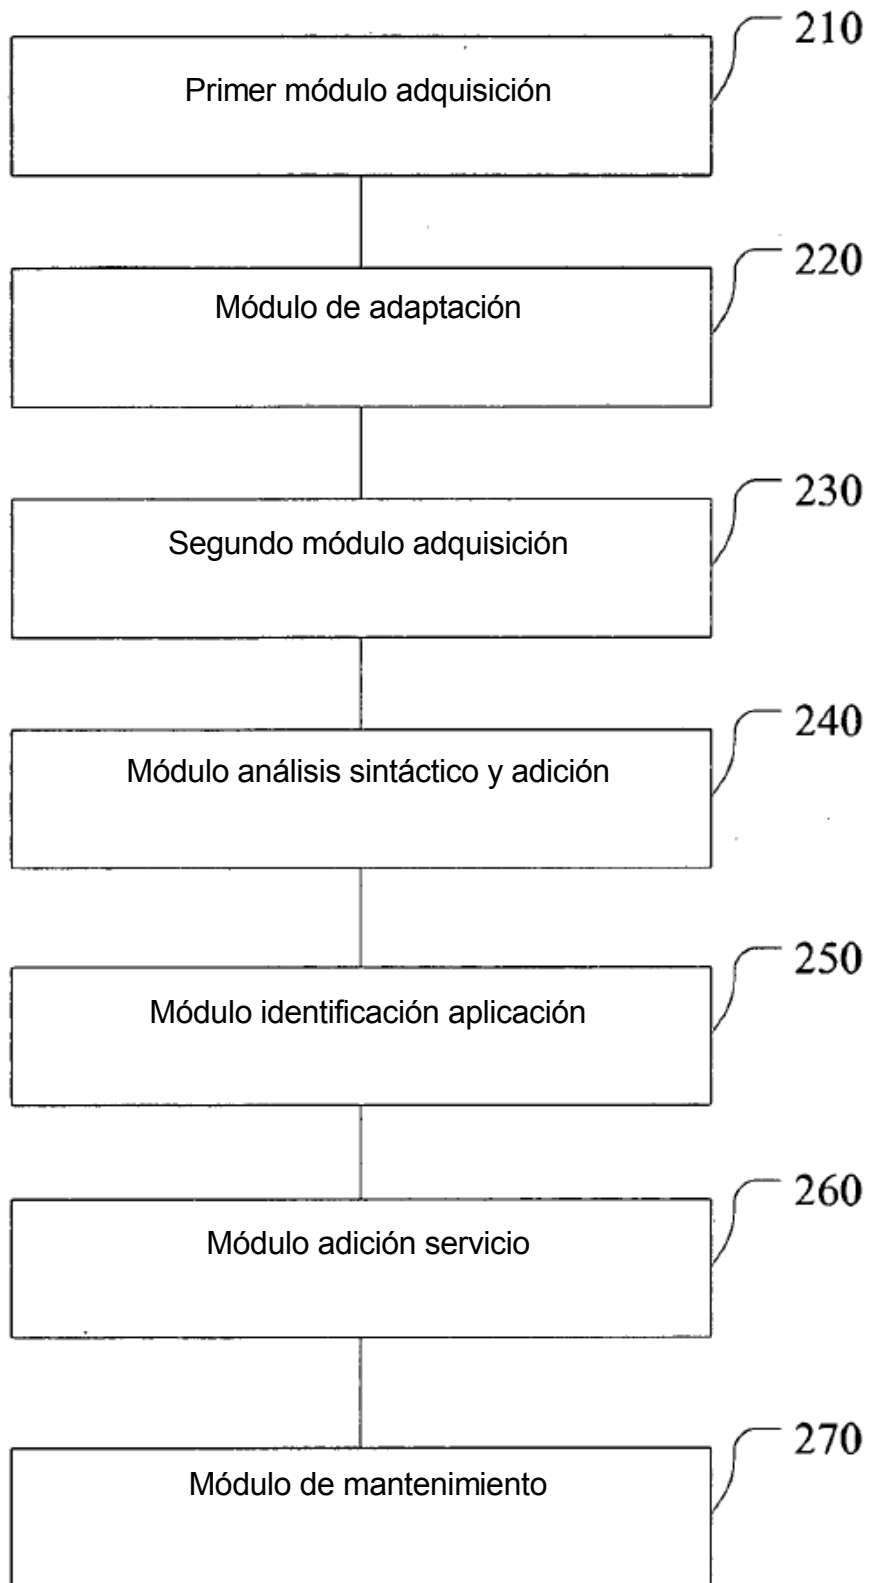 210
Primer módulo adquisición
220
Módulo de adaptación
230
Segundo módulo adquisición
240
Módulo análisis sintáctico y adición
250
Módulo identificación aplicación
260
Módulo adición servicio
270
Módulo de mantenimiento